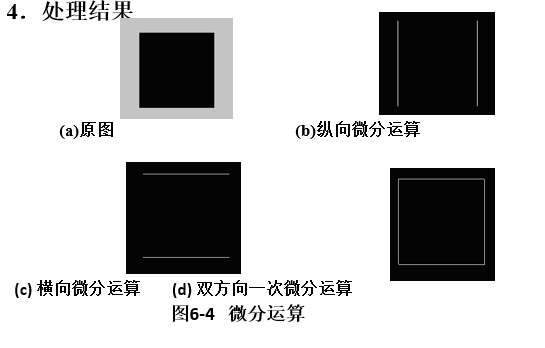 4．处理结果
(a)原图
(b)纵向微分运算
(c) 横向微分运算
(d) 双方向一次微分运算
图6-4 微分运算